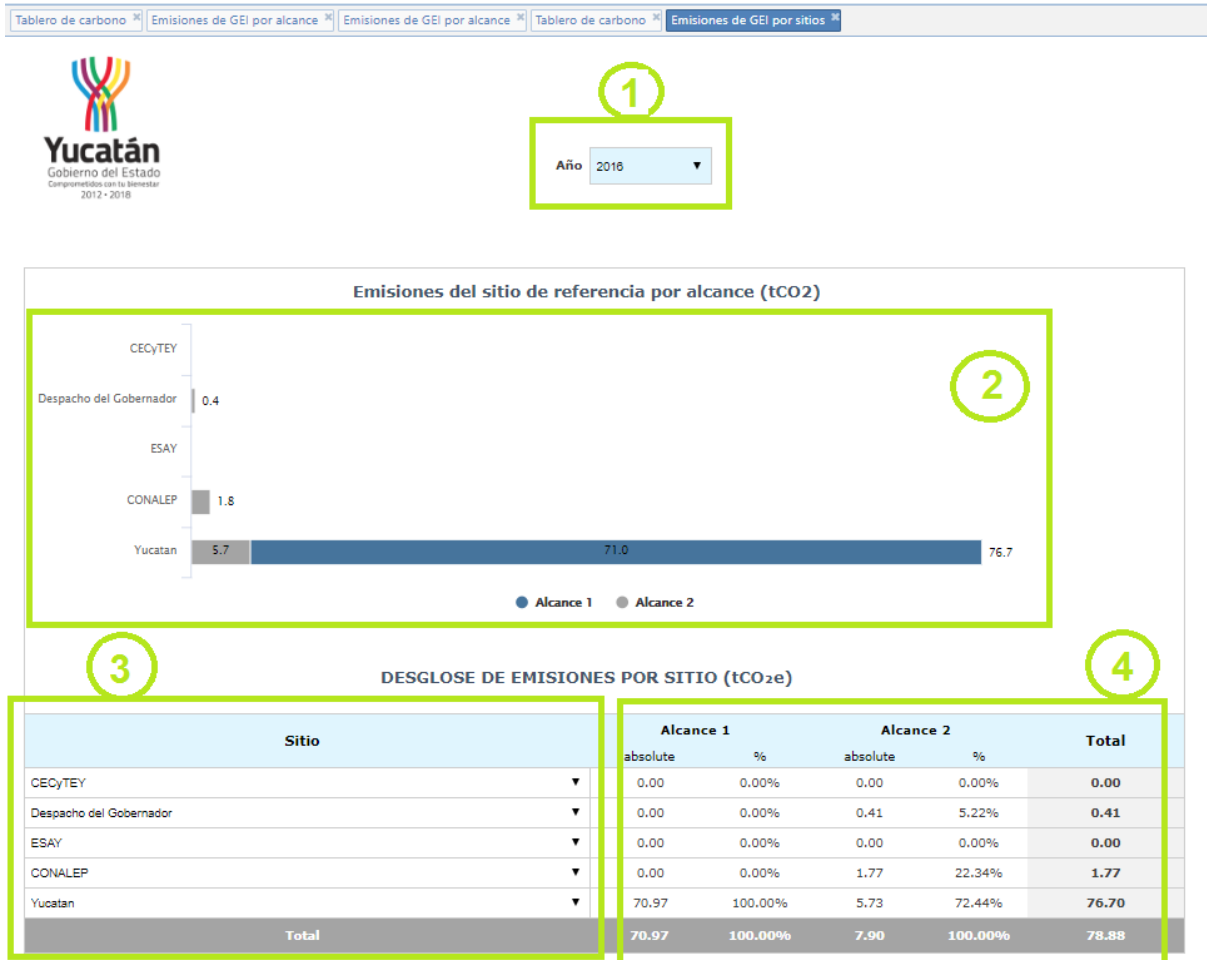 Tablero de carbono × Emisiones de GEI por alcance × Emisiones de GEI por alcance × Tablero de carbono × Emisiones de GEI por sitios ×
1
Yucatán
Gobierno del Estado
Comprometidos con tu bienestar
2012 • 2018
Año 2016 ▼
Emisiones del sitio de referencia por alcance (tCO2)
2
CECyTEY
Despacho del Gobernador 0.4
ESAY
CONALEP 1.8
Yucatan 5.7 71.0 76.7
Alcance 1 Alcance 2
3
4
DESGLOSE DE EMISIONES POR SITIO (tCO₂e)
Sitio Alcance 1 Alcance 2 Total
absolute % absolute %
CECyTEY ▼ 0.00 0.00% 0.00 0.00% 0.00
Despacho del Gobernador ▼ 0.00 0.00% 0.41 5.22% 0.41
ESAY ▼ 0.00 0.00% 0.00 0.00% 0.00
CONALEP ▼ 0.00 0.00% 1.77 22.34% 1.77
Yucatan ▼ 70.97 100.00% 5.73 72.44% 76.70
Total 70.97 100.00% 7.90 100.00% 78.88